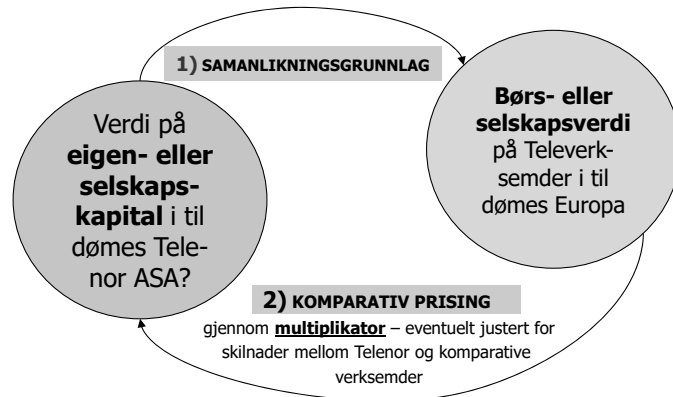 1) SAMANLIKNINGSGRUNNLAG
Verdi på
eigen- eller
selskaps-
kapital i til
dømes Tele-
nor ASA?
Børs- eller
selskapsverdi
på Televerk-
semder i til
dømes Europa
2) KOMPARATIV PRISING
gjennom multiplikator – eventuelt justert for
skilnader mellom Telenor og komparative
verksemder